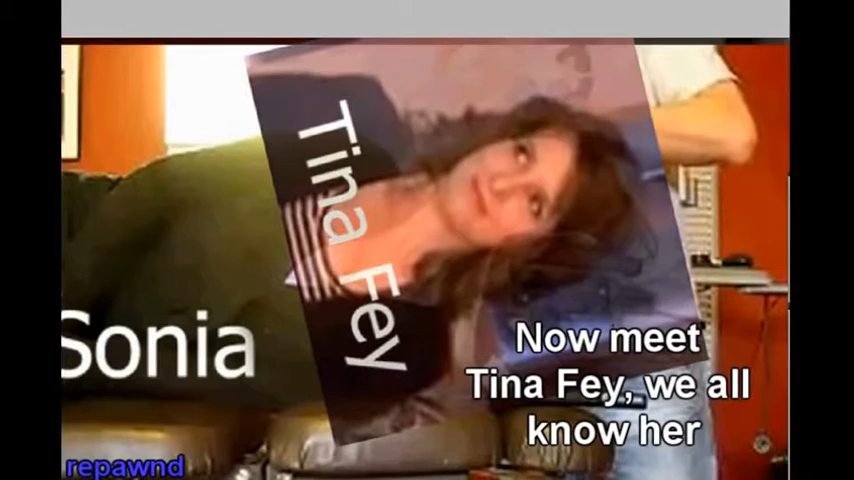 Tina Fey
Sonia
Now meet
Tina Fey, we all
know her
repawnd